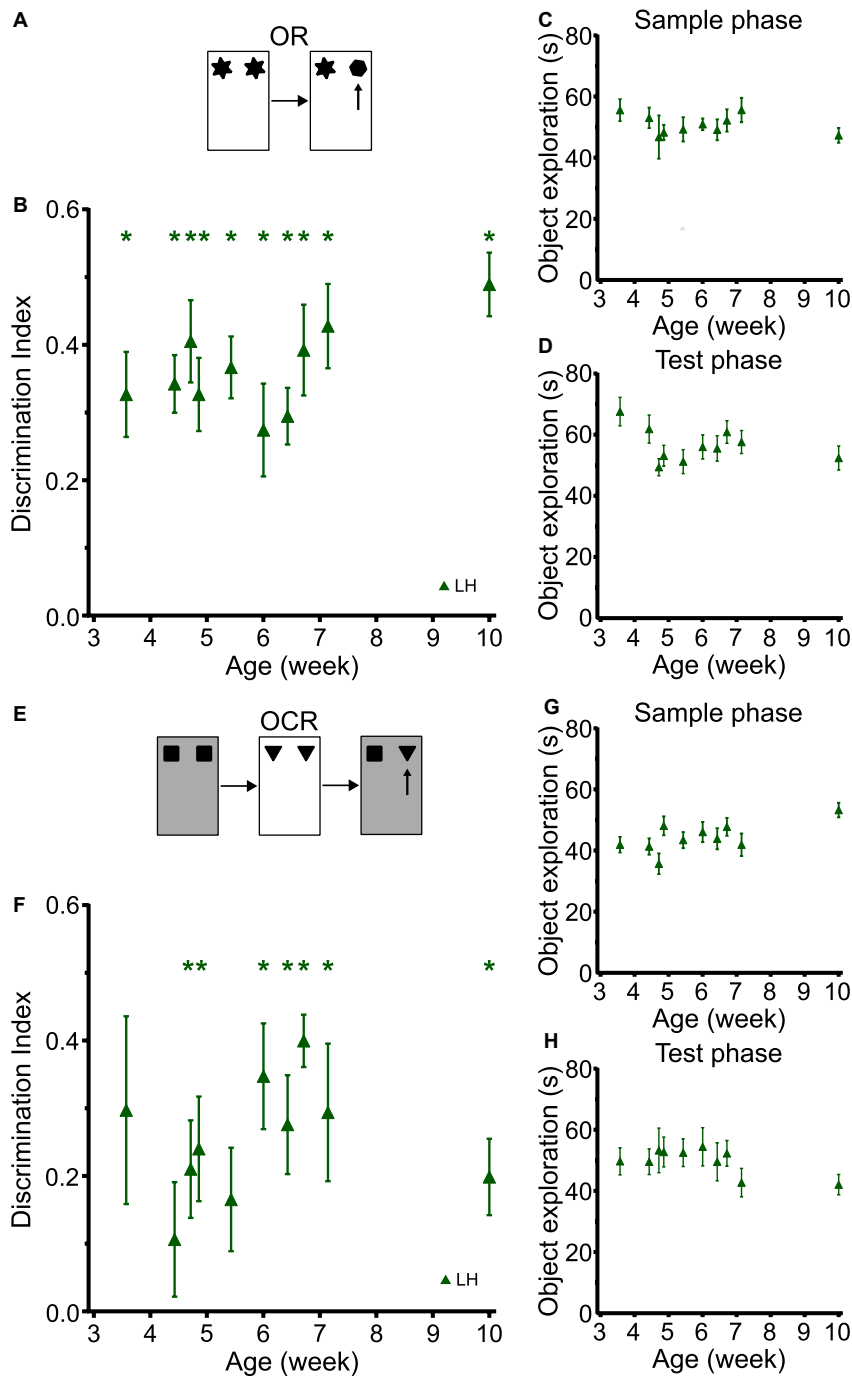 A
OR
B
0.6
0.4
0.2
0.0
Discrimination Index
* * * * * * * * * *
LH
3 4 5 6 7 8 9 10
Age (week)
C
Sample phase
80
60
40
20
0
Object exploration (s)
3 4 5 6 7 8 9 10
Age (week)
D
Test phase
80
60
40
20
0
Object exploration (s)
3 4 5 6 7 8 9 10
Age (week)
E
OCR
F
0.6
0.4
0.2
0.0
Discrimination Index
* * * * * * *
LH
3 4 5 6 7 8 9 10
Age (week)
G
Sample phase
80
60
40
20
0
Object exploration (s)
3 4 5 6 7 8 9 10
Age (week)
H
Test phase
80
60
40
20
0
Object exploration (s)
3 4 5 6 7 8 9 10
Age (week)